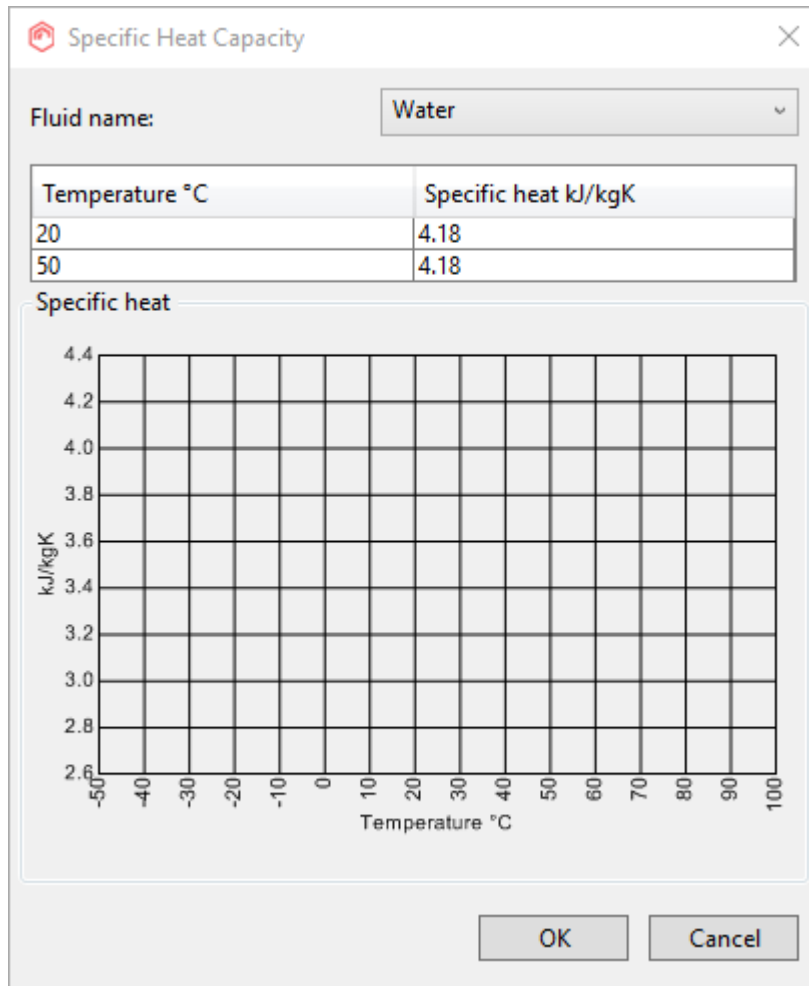 Specific Heat Capacity
Fluid name:
Water
Temperature °C Specific heat kJ/kgK
20 4.18
50 4.18
Specific heat
4.4
4.2
4.0
3.8
3.6
3.4
3.2
3.0
2.8
2.6
kJ/kgK
-50 -40 -30 -20 -10 0 10 20 30 40 50 60 70 80 90 100
Temperature °C
OK Cancel